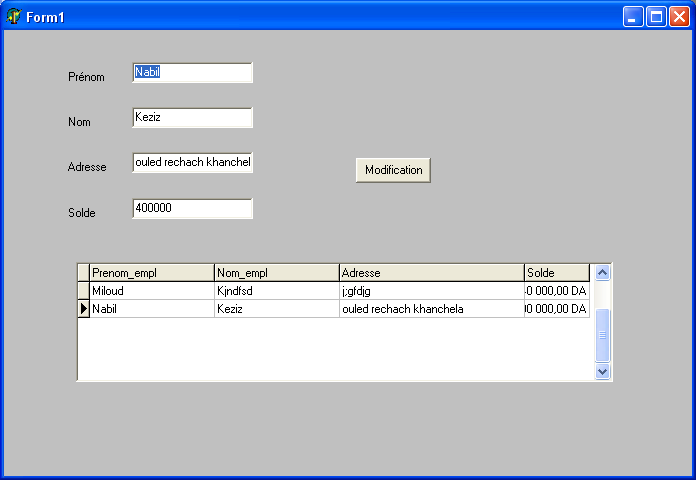 Form1
Prénom Nabil
Nom Keziz
Adresse ouled rechach khanchel
Modification
Solde 400000
Prenom_empl Nom_empl Adresse Solde
Miloud Kjndfsd j;gfdjg 0 000,00 DA
Nabil Keziz ouled rechach khanchela 00 000,00 DA